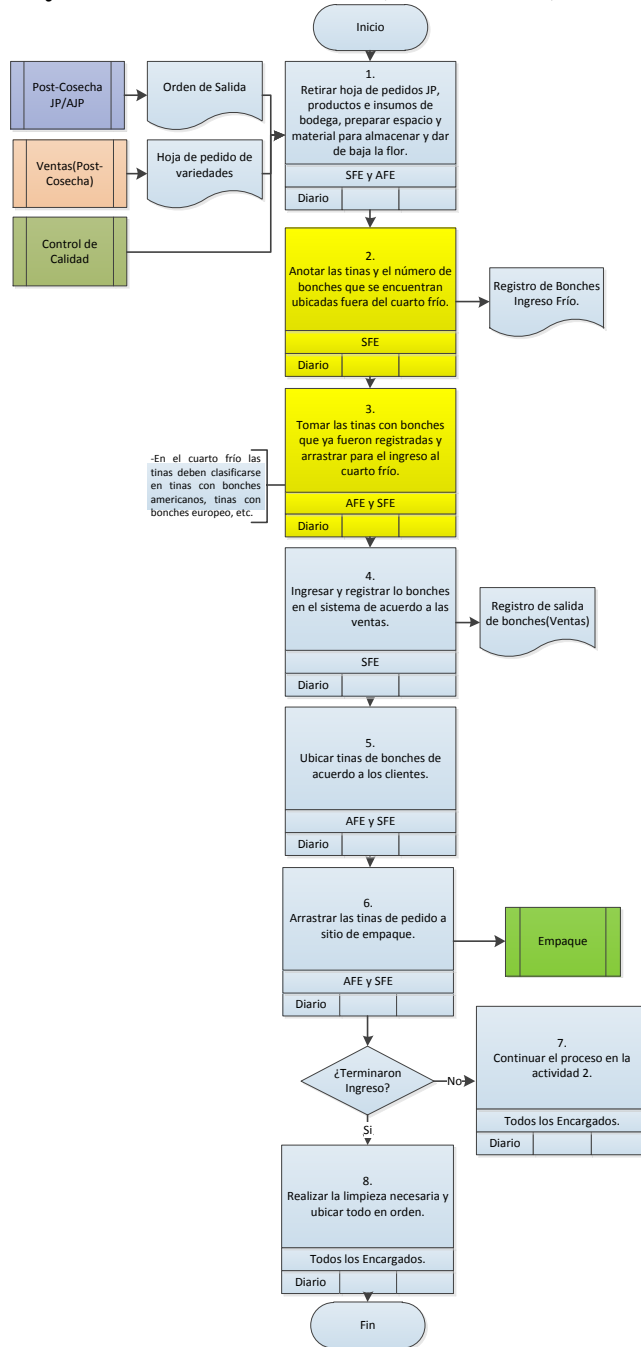 Inicio
Post-Cosecha
JP/AJP
Orden de Salida
1.
Retirar hoja de pedidos JP,
productos e insumos de
bodega, preparar espacio y
material para almacenar y dar
de baja la flor.
SFE y AFE
Diario
Ventas(Post-
Cosecha)
Hoja de pedido de
variedades
Control de
Calidad
2.
Anotar las tinas y el número de
bonches que se encuentran
ubicadas fuera del cuarto frío.
SFE
Diario
Registro de Bonches
Ingreso Frío.
3.
Tomar las tinas con bonches
que ya fueron registradas y
arrastrar para el ingreso al
cuarto frío.
AFE y SFE
Diario
-En el cuarto frío las
tinas deben clasificarse
en tinas con bonches
americanos, tinas con
bonches europeo, etc.
4.
Ingresar y registrar lo bonches
en el sistema de acuerdo a las
ventas.
SFE
Diario
Registro de salida
de bonches(Ventas)
5.
Ubicar tinas de bonches de
acuerdo a los clientes.
AFE y SFE
Diario
6.
Arrastrar las tinas de pedido a
sitio de empaque.
AFE y SFE
Diario
Empaque
¿Terminaron
Ingreso?
No
Si
7.
Continuar el proceso en la
actividad 2.
Todos los Encargados.
Diario
8.
Realizar la limpieza necesaria y
ubicar todo en orden.
Todos los Encargados.
Diario
Fin